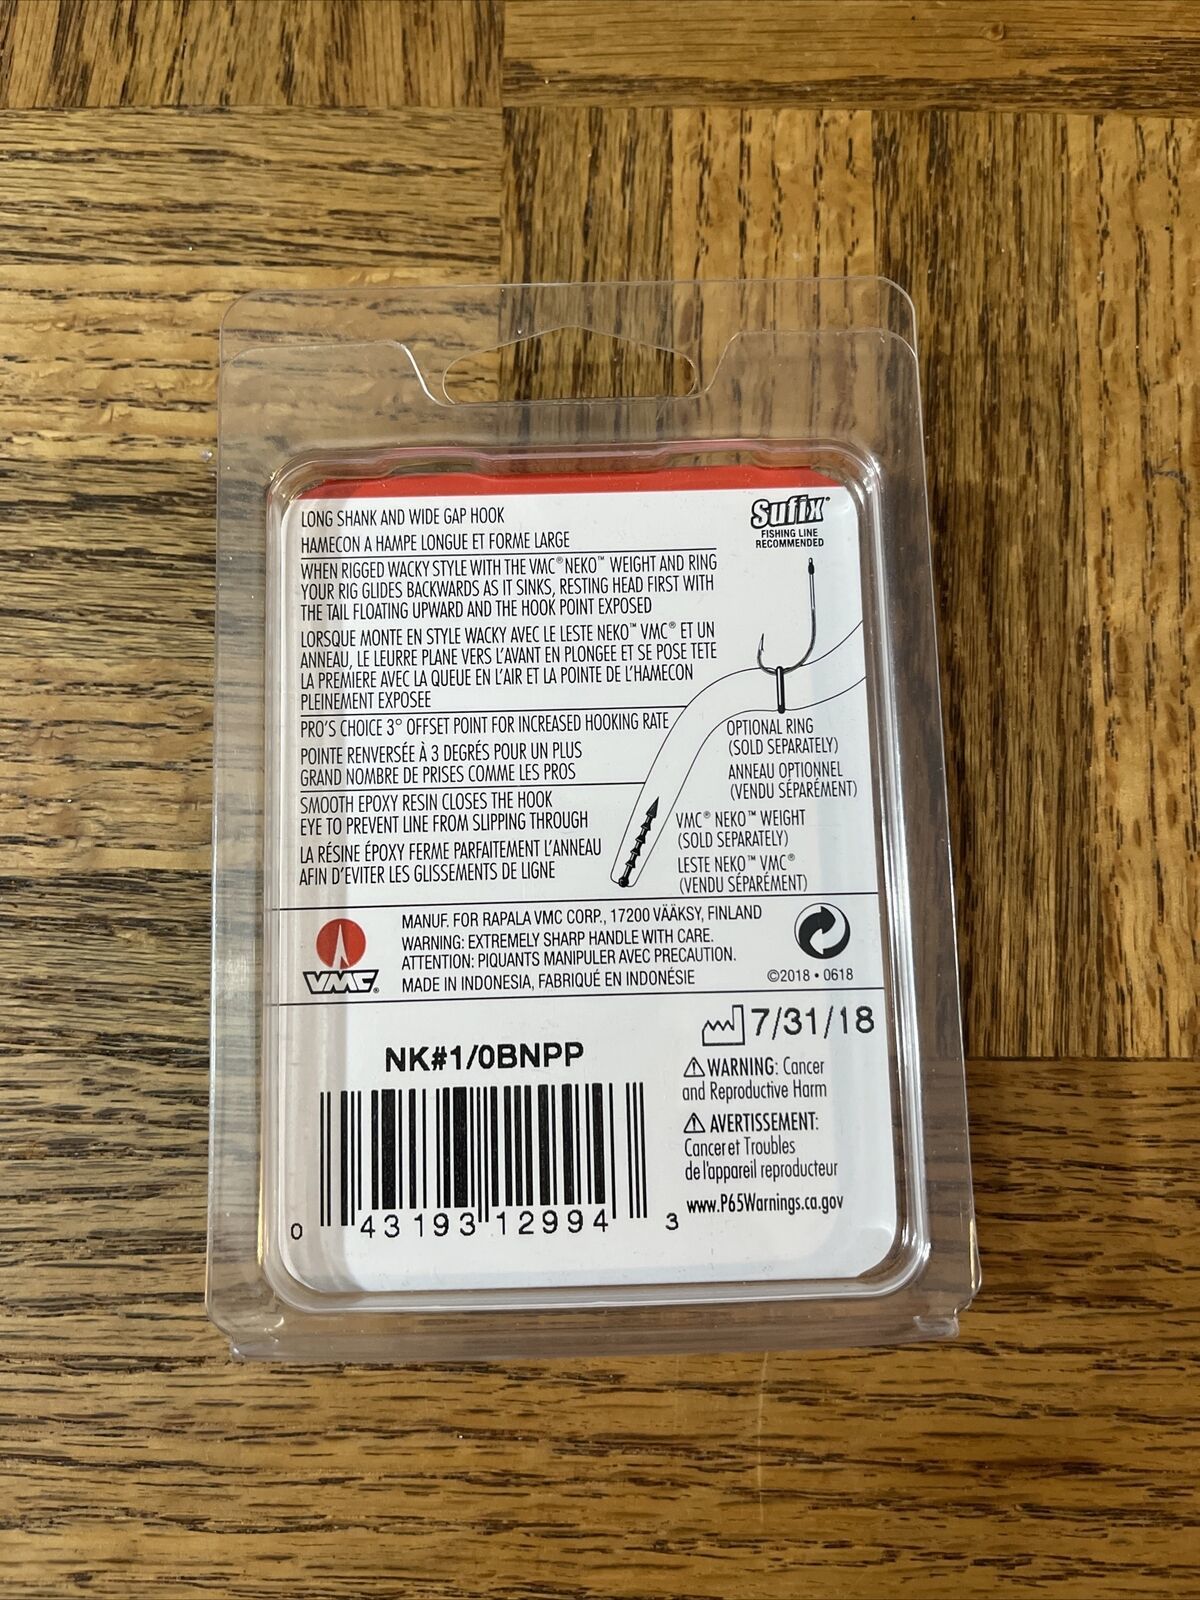 LONG SHANK AND WIDE GAP HOOK
HAMECON A HAMPE LONGUE ET FORME LARGE
WHEN RIGGED WACKY STYLE WITH THE VMC® NEKO™ WEIGHT AND RING
YOUR RIG GLIDES BACKWARDS AS IT SINKS, RESTING HEAD FIRST WITH
THE TAIL FLOATING UPWARD AND THE HOOK POINT EXPOSED
LORSQUE MONTE EN STYLE WACKY AVEC LE LESTE NEKO™ VMC® ET UN
ANNEAU, LE LEURRE PLANE VERS L'AVANT EN PLONGEE ET SE POSE TETE
LA PREMIERE AVEC LA QUEUE EN L'AIR ET LA POINTE DE L'HAMECON
PLEINEMENT EXPOSEE
PRO'S CHOICE 3° OFFSET POINT FOR INCREASED HOOKING RATE
POINTE RENVERSÉE À 3 DEGRÉS POUR UN PLUS
GRAND NOMBRE DE PRISES COMME LES PROS
SMOOTH EPOXY RESIN CLOSES THE HOOK
EYE TO PREVENT LINE FROM SLIPPING THROUGH
LA RÉSINE ÉPOXY FERME PARFAITEMENT L'ANNEAU
AFIN D'EVITER LES GLISSEMENTS DE LIGNE
Sufix®
FISHING LINE
RECOMMENDED
OPTIONAL RING
(SOLD SEPARATELY)
ANNEAU OPTIONNEL
(VENDU SÉPARÉMENT)
VMC® NEKO™ WEIGHT
(SOLD SEPARATELY)
LESTE NEKO™ VMC®
(VENDU SÉPARÉMENT)
VMC®
MANUF. FOR RAPALA VMC CORP., 17200 VÄÄKSY, FINLAND
WARNING: EXTREMELY SHARP HANDLE WITH CARE.
ATTENTION: PIQUANTS MANIPULER AVEC PRECAUTION.
MADE IN INDONESIA, FABRIQUÉ EN INDONÉSIE
©2018 • 0618
7/31/18
NK#1/0BNPP
0 43193 12994 3
WARNING: Cancer
and Reproductive Harm
AVERTISSEMENT:
Cancer et Troubles
de l'appareil reproducteur
www.P65Warnings.ca.gov